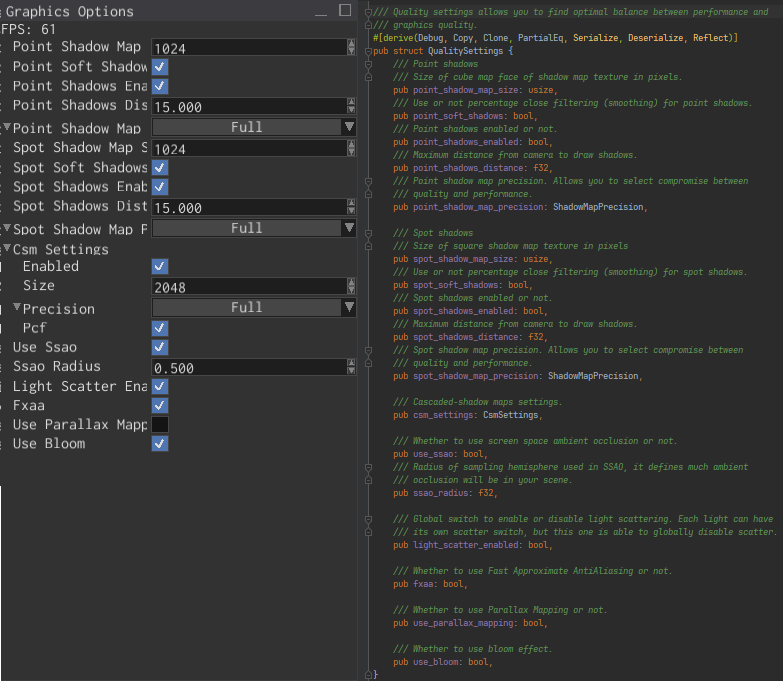 Graphics Options
FPS: 61
Point Shadow Map
1024
Point Soft Shadow
Point Shadows Ena
Point Shadows Dis
15.000
Point Shadow Map
Full
Spot Shadow Map S
1024
Spot Soft Shadows
Spot Shadows Enab
Spot Shadows Dist
15.000
Spot Shadow Map P
Full
Csm Settings
Enabled
Size
2048
Precision
Full
Pcf
Use Ssao
Ssao Radius
0.500
Light Scatter Ena
Fxaa
Use Parallax Mapp
Use Bloom
/// Quality settings allows you to find optimal balance between performance and
/// graphics quality.
#[derive(Debug, Copy, Clone, PartialEq, Serialize, Deserialize, Reflect)]
pub struct QualitySettings {
/// Point shadows
/// Size of cube map face of shadow map texture in pixels.
pub point_shadow_map_size: usize,
/// Use or not percentage close filtering (smoothing) for point shadows.
pub point_soft_shadows: bool,
/// Point shadows enabled or not.
pub point_shadows_enabled: bool,
/// Maximum distance from camera to draw shadows.
pub point_shadows_distance: f32,
/// Point shadow map precision. Allows you to select compromise between
/// quality and performance.
pub point_shadow_map_precision: ShadowMapPrecision,
/// Spot shadows
/// Size of square shadow map texture in pixels
pub spot_shadow_map_size: usize,
/// Use or not percentage close filtering (smoothing) for spot shadows.
pub spot_soft_shadows: bool,
/// Spot shadows enabled or not.
pub spot_shadows_enabled: bool,
/// Maximum distance from camera to draw shadows.
pub spot_shadows_distance: f32,
/// Spot shadow map precision. Allows you to select compromise between
/// quality and performance.
pub spot_shadow_map_precision: ShadowMapPrecision,
/// Cascaded-shadow maps settings.
pub csm_settings: CsmSettings,
/// Whether to use screen space ambient occlusion or not.
pub use_ssao: bool,
/// Radius of sampling hemisphere used in SSAO, it defines much ambient
/// occlusion will be in your scene.
pub ssao_radius: f32,
/// Global switch to enable or disable light scattering. Each light can have
/// its own scatter switch, but this one is able to globally disable scatter.
pub light_scatter_enabled: bool,
/// Whether to use Fast Approximate AntiAliasing or not.
pub fxaa: bool,
/// Whether to use Parallax Mapping or not.
pub use_parallax_mapping: bool,
/// Whether to use bloom effect.
pub use_bloom: bool,
}